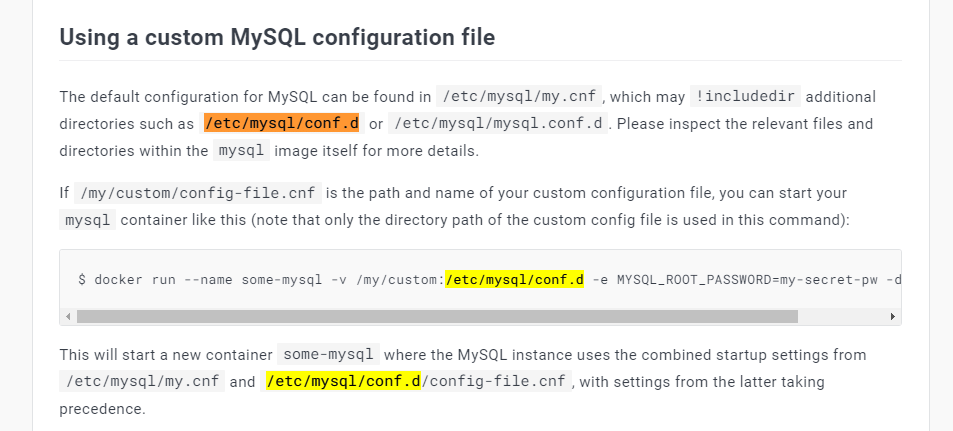 Using a custom MySQL configuration file
The default configuration for MySQL can be found in /etc/mysql/my.cnf , which may !includedir additional
directories such as /etc/mysql/conf.d or /etc/mysql/mysql.conf.d . Please inspect the relevant files and
directories within the mysql image itself for more details.
If /my/custom/config-file.cnf is the path and name of your custom configuration file, you can start your
mysql container like this (note that only the directory path of the custom config file is used in this command):
$ docker run --name some-mysql -v /my/custom:/etc/mysql/conf.d -e MYSQL_ROOT_PASSWORD=my-secret-pw -d
This will start a new container some-mysql where the MySQL instance uses the combined startup settings from
/etc/mysql/my.cnf and /etc/mysql/conf.d/config-file.cnf , with settings from the latter taking
precedence.